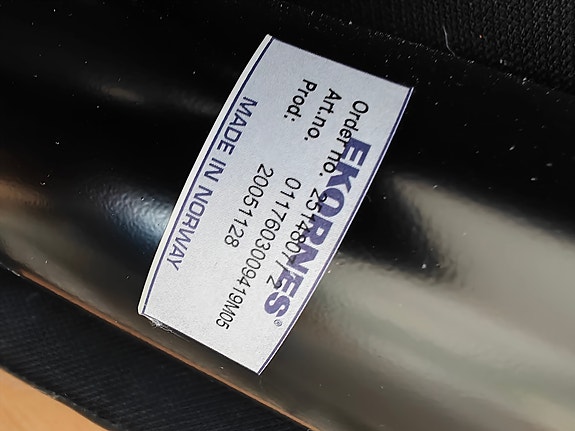 EKORNES®
Order no. 25148077/2
Art.no. 0117603009419M05
Prod: 20051128
MADE IN NORWAY